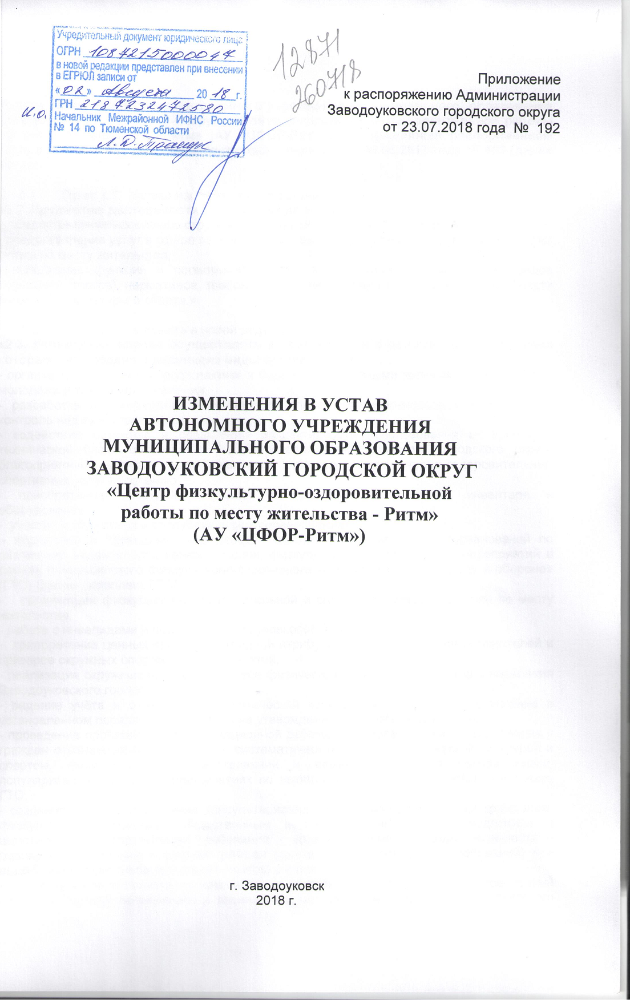 Учредительный документ юридического лица
ОГРН 1087215000047
в новой редакции представлен при внесении
в ЕГРЮЛ записи от
«02» августа 2018 г.
ГРН 2187232472580
и.о. Начальник Межрайонной ИФНС России
№ 14 по Тюменской области
12871
260718
Приложение
к распоряжению Администрации
Заводоуковского городского округа
от 23.07.2018 года № 192
ИЗМЕНЕНИЯ В УСТАВ
АВТОНОМНОГО УЧРЕЖДЕНИЯ
МУНИЦИПАЛЬНОГО ОБРАЗОВАНИЯ
ЗАВОДОУКОВСКИЙ ГОРОДСКОЙ ОКРУГ
«Центр физкультурно-оздоровительной
работы по месту жительства - Ритм»
(АУ «ЦФОР-Ритм»)
г. Заводоуковск
2018 г.